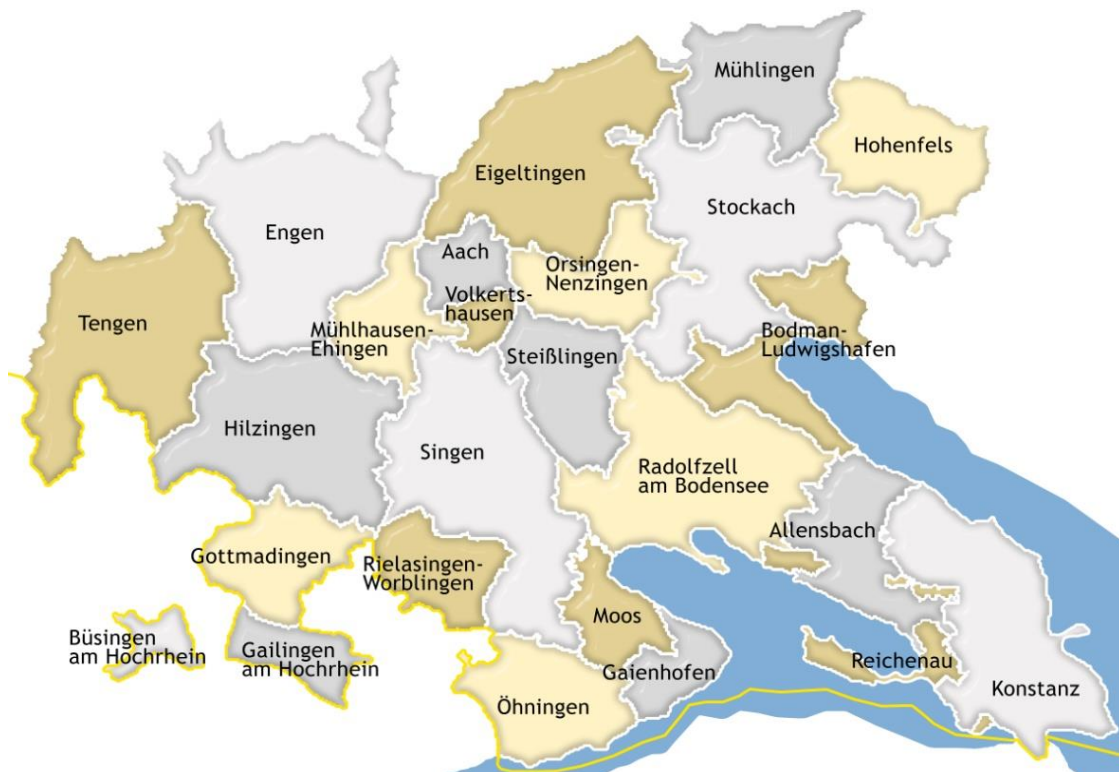 Mühlingen
Hohenfels
Eigeltingen
Stockach
Engen
Aach
Orsingen-
Nenzingen
Volkerts-
hausen
Tengen
Mühlhausen-
Ehingen
Steißlingen
Bodman-
Ludwigshafen
Hilzingen
Singen
Radolfzell
am Bodensee
Allensbach
Gottmadingen
Rielasingen-
Worblingen
Moos
Büsingen
am Hochrhein
Gailingen
am Hochrhein
Gaienhofen
Reichenau
Konstanz
Öhningen